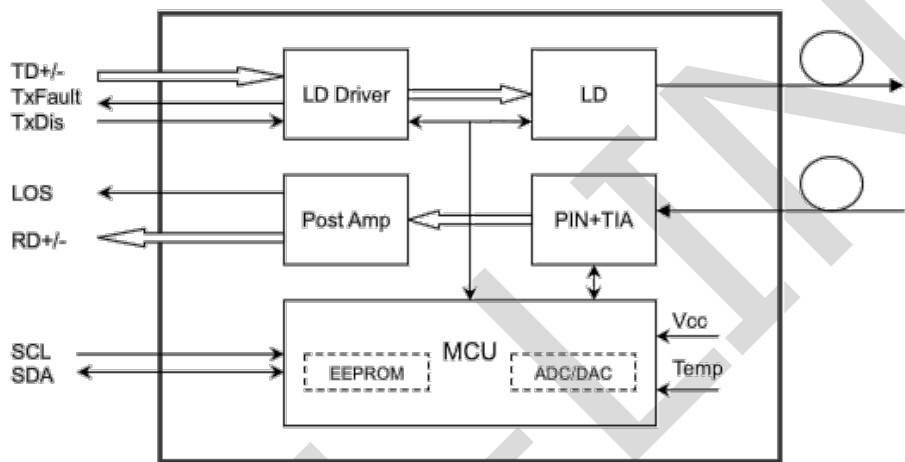 TD+/-
TxFault
TxDis
LD Driver
LD
LOS
RD+/-
Post Amp
PIN+TIA
SCL
SDA
MCU
EEPROM
ADC/DAC
Vcc
Temp